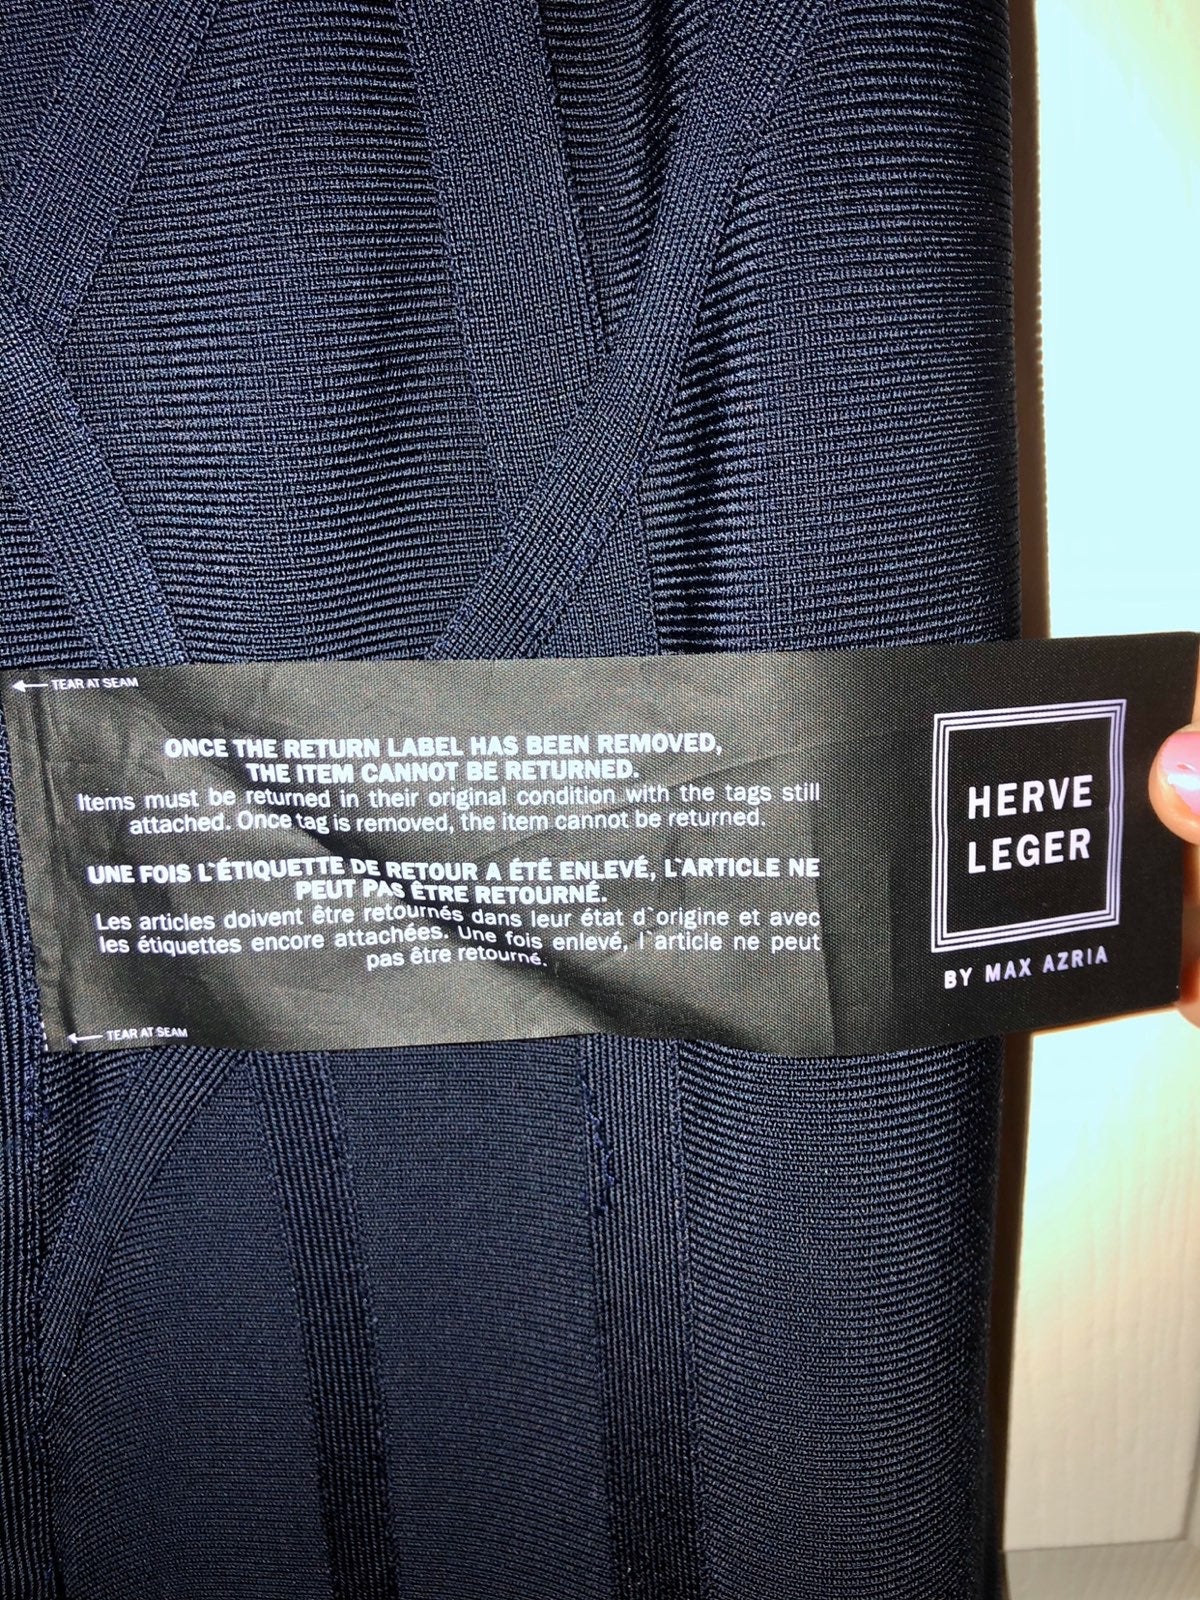 TEAR AT SEAM
ONCE THE RETURN LABEL HAS BEEN REMOVED,
THE ITEM CANNOT BE RETURNED.
Items must be returned in their original condition with the tags still
attached. Once tag is removed, the item cannot be returned.
UNE FOIS L`ÉTIQUETTE DE RETOUR A ÉTÉ ENLEVÉ, L`ARTICLE NE
PEUT PAS ÊTRE RETOURNÉ.
Les articles doivent être retournés dans leur état d`origine et avec
les étiquettes encore attachées. Une fois enlevé, l`article ne peut
pas être retourné.
TEAR AT SEAM
HERVE
LEGER
BY MAX AZRIA